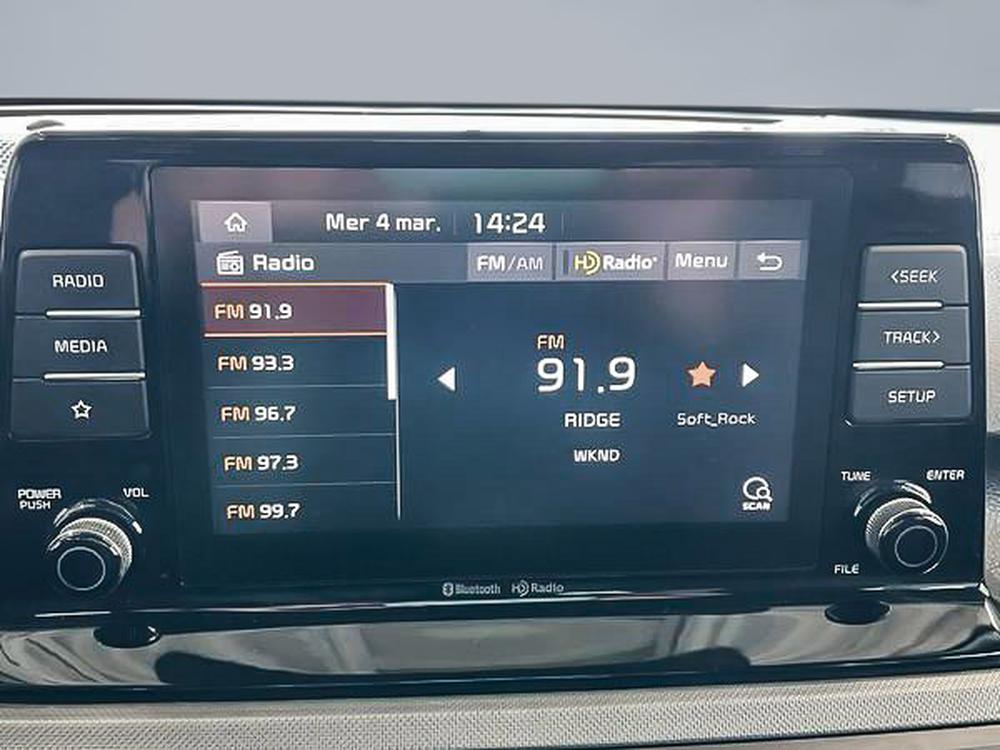 Mer 4 mar. 14:24
Radio FM/AM HD Radio Menu
FM 91.9
FM 93.3
FM 96.7
FM 97.3
FM 99.7
FM
91.9
RIDGE
Soft_Rock
WKND
SCAN
RADIO
MEDIA
POWER
PUSH
VOL
<SEEK
TRACK>
SETUP
TUNE
ENTER
FILE
Bluetooth HD Radio